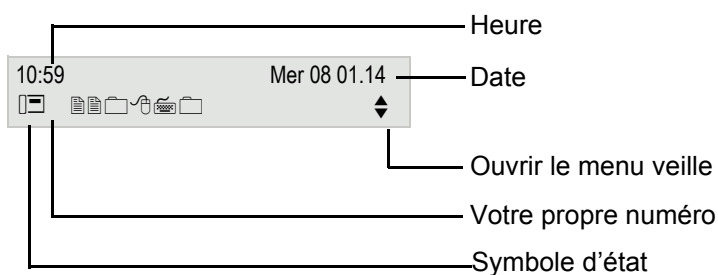 Heure
10:59 Mer 08 01.14
Date
Ouvrir le menu veille
Votre propre numéro
Symbole d'état